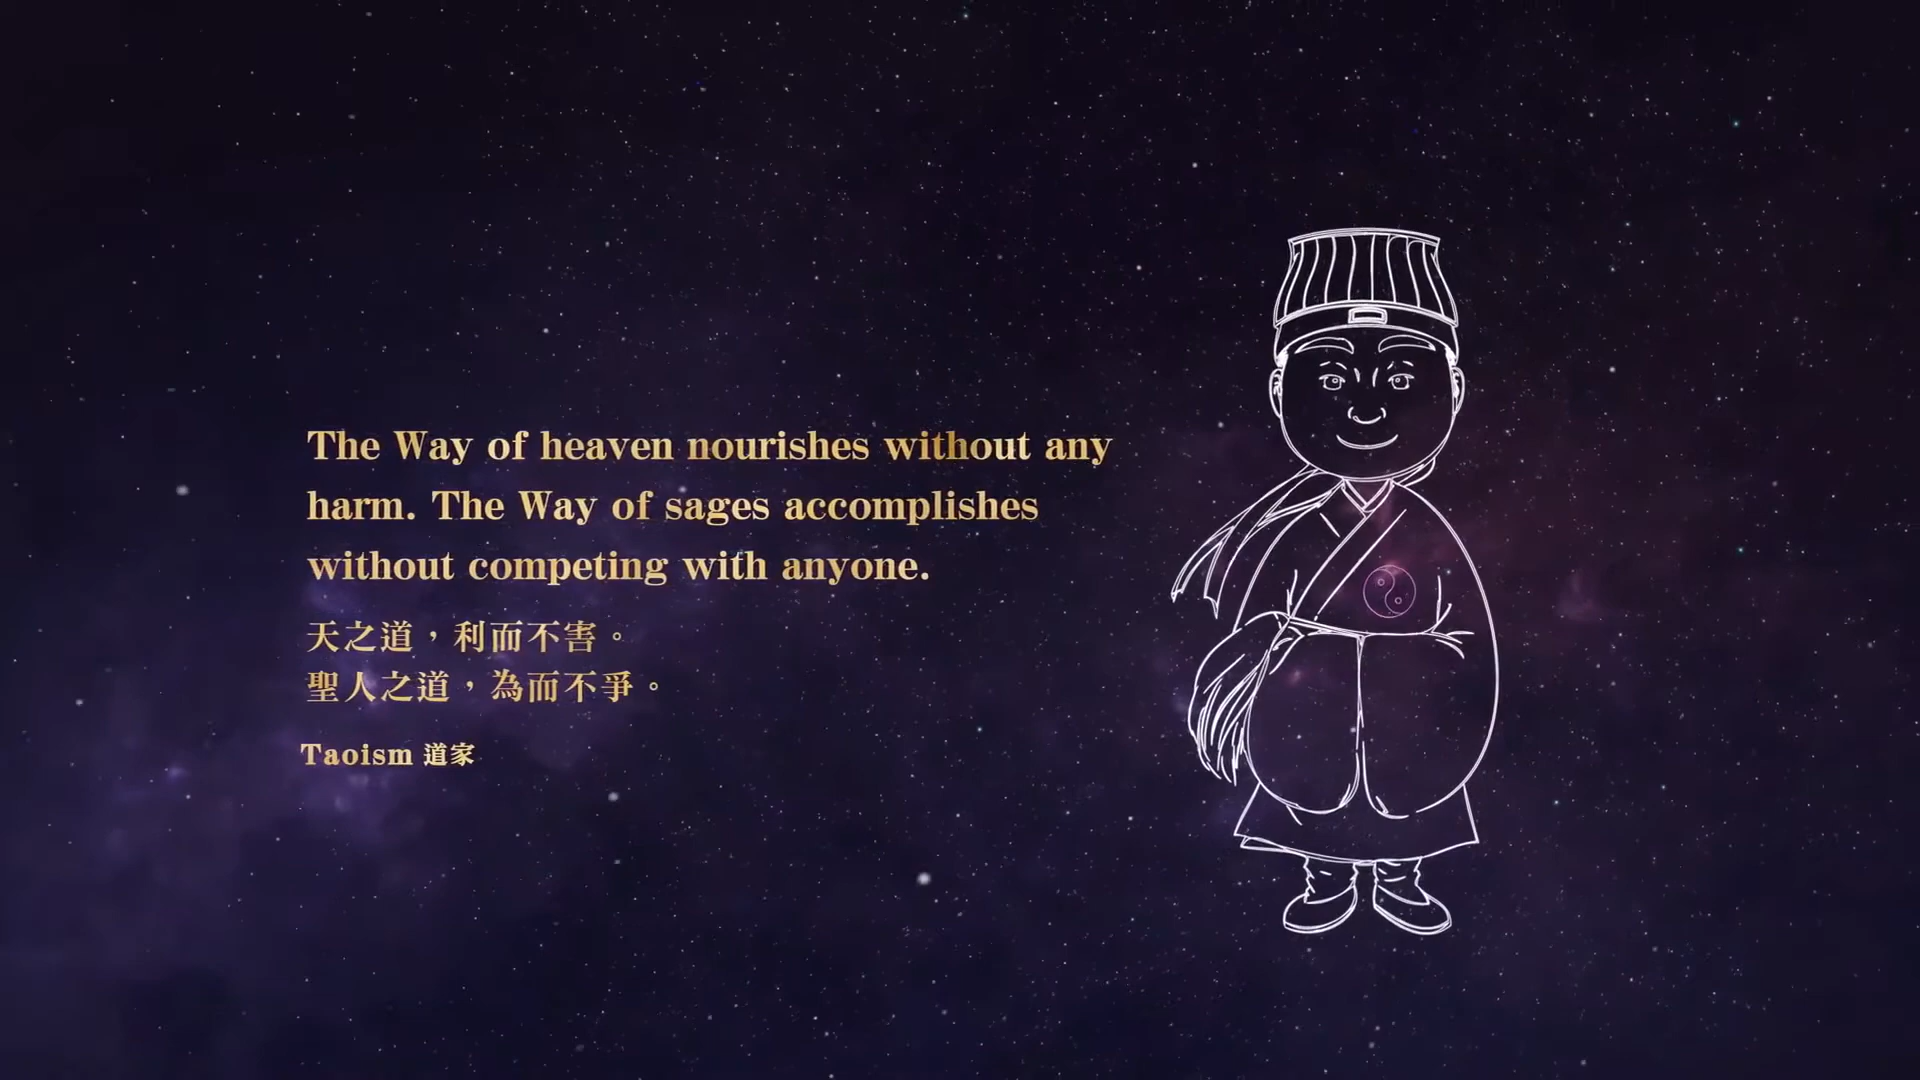 The Way of heaven nourishes without any
harm. The Way of sages accomplishes
without competing with anyone.
天之道，利而不害。
聖人之道，為而不爭。
Taoism 道家